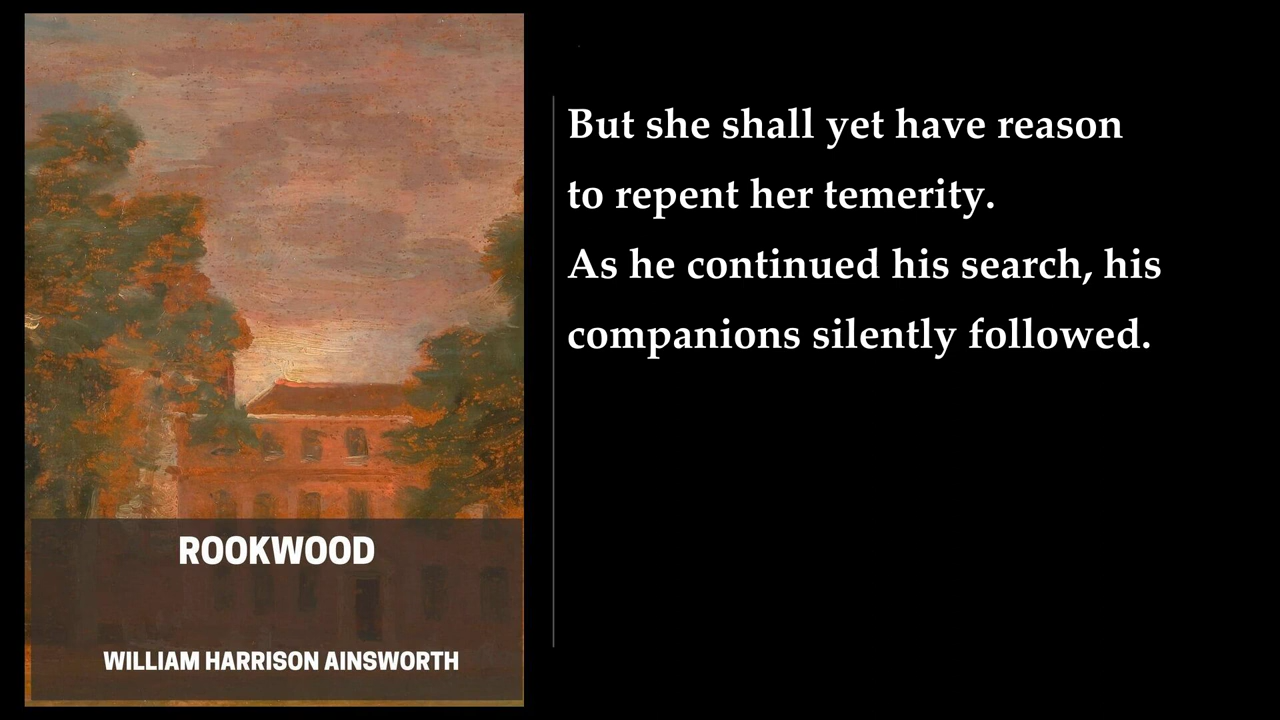 ROOKWOOD
WILLIAM HARRISON AINSWORTH
But she shall yet have reason
to repent her temerity.
As he continued his search, his
companions silently followed.